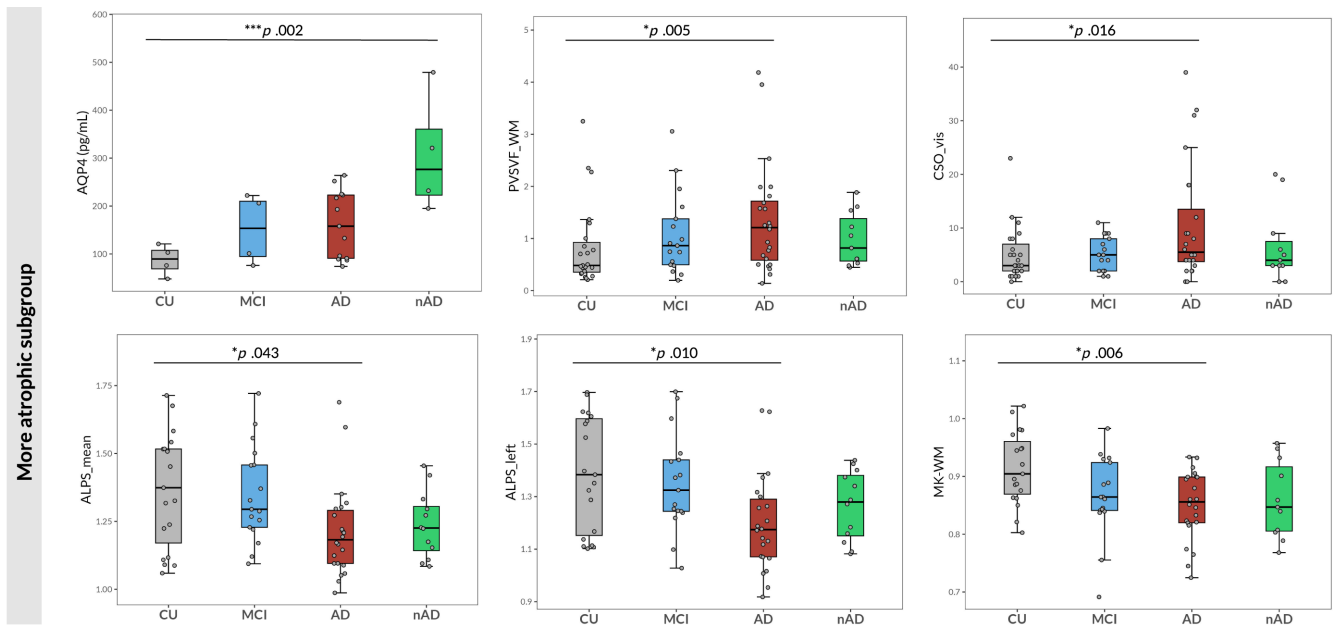 More atrophic subgroup
***p .002
AQP4 (pg/mL)
600
500
400
300
200
100
CU MCI AD nAD
*p .005
PVSVF_WM
5
4
3
2
1
0
CU MCI AD nAD
*p .016
CSO_vis
40
30
20
10
0
CU MCI AD nAD
*p .043
ALPS_mean
1.75
1.50
1.25
1.00
CU MCI AD nAD
*p .010
ALPS_left
1.9
1.7
1.5
1.3
1.1
0.9
CU MCI AD nAD
*p .006
MK-WM
1.1
1.0
0.9
0.8
0.7
CU MCI AD nAD